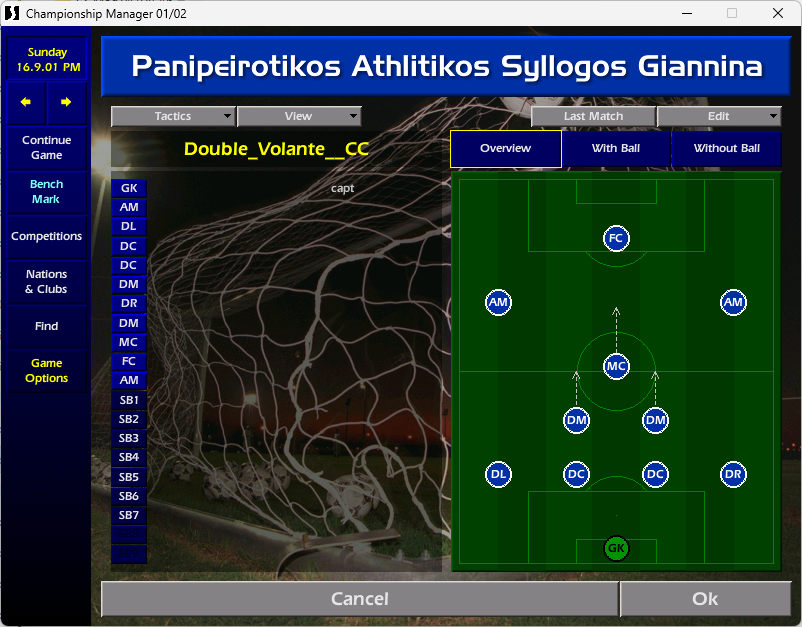 Championship Manager 01/02
Sunday
16.9.01 PM
Panipeirotikos Athlitikos Syllogos Giannina
Continue
Game
Bench
Mark
Competitions
Nations
& Clubs
Find
Game
Options
Tactics
View
Last Match
Edit
Double_Volante__CC
Overview
With Ball
Without Ball
GK
capt
AM
DL
DC
DC
DM
DR
DM
MC
FC
AM
SB1
SB2
SB3
SB4
SB5
SB6
SB7
FC
AM
AM
MC
DM
DM
DL
DC
DC
DR
GK
Cancel
Ok